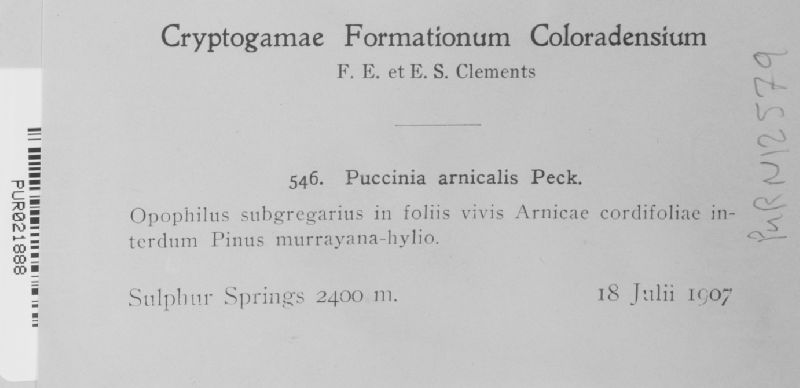 Cryptogamae Formationum Coloradensium
F. E. et E. S. Clements
546. Puccinia arnicalis Peck.
Opophilus subgregarius in foliis vivis Arnicae cordifoliae in-
terdum Pinus murrayana-hylio.
Sulphur Springs 2400 m.
18 Julii 1907
PUR021888
PUR N12579